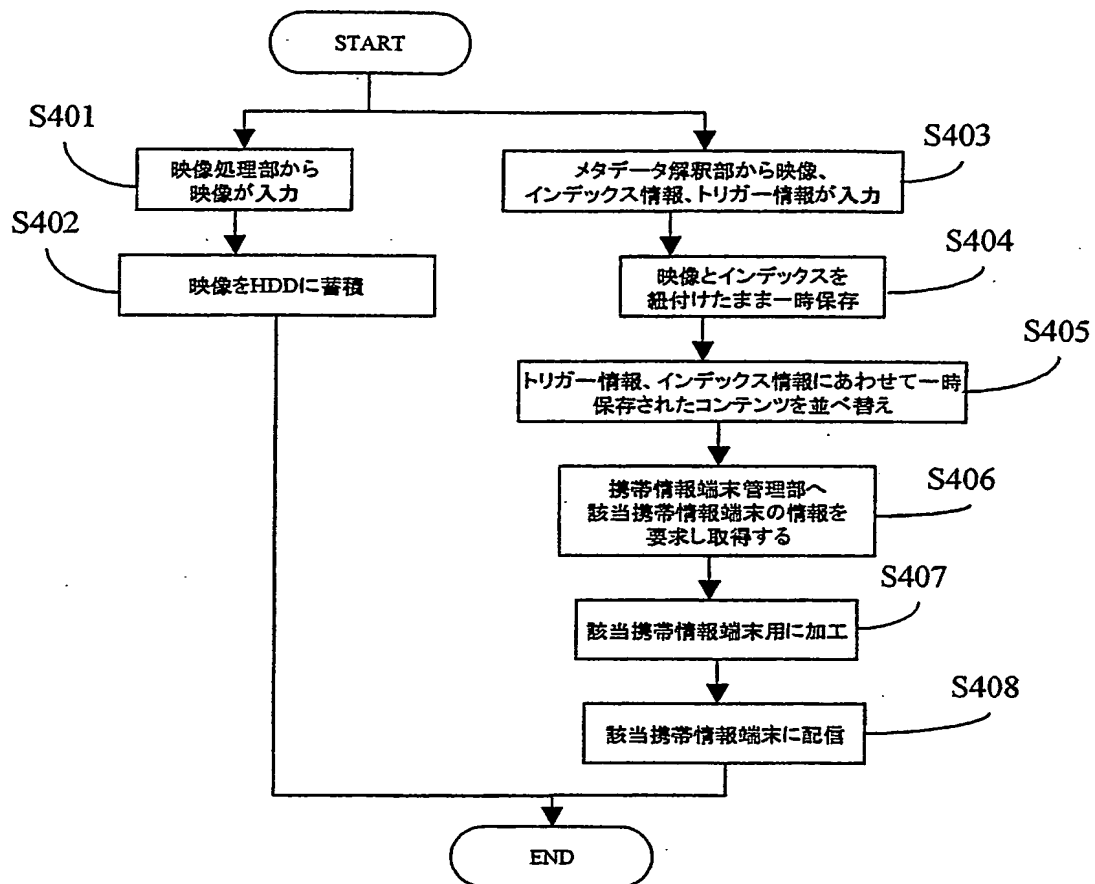 START
S401
映像処理部から
映像が入力
S402
映像をHDDに蓄積
S403
メタデータ解釈部から映像、
インデックス情報、トリガー情報が入力
S404
映像とインデックスを
紐付けたまま一時保存
S405
トリガー情報、インデックス情報にあわせて一時
保存されたコンテンツを並べ替え
S406
携帯情報端末管理部へ
該当携帯情報端末の情報を
要求し取得する
S407
該当携帯情報端末用に加工
S408
該当携帯情報端末に配信
END